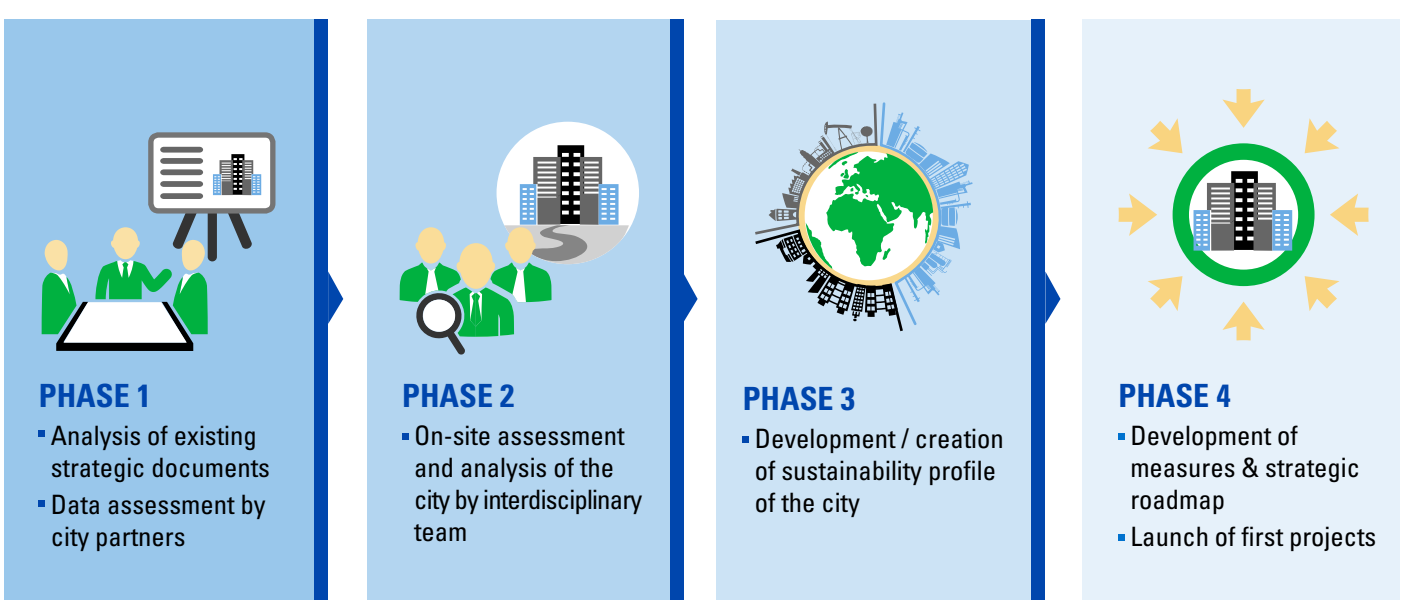 PHASE 1
Analysis of existing
strategic documents
Data assessment by
city partners
PHASE 2
On-site assessment
and analysis of the
city by interdisciplinary
team
PHASE 3
Development / creation
of sustainability profile
of the city
PHASE 4
Development of
measures & strategic
roadmap
Launch of first projects